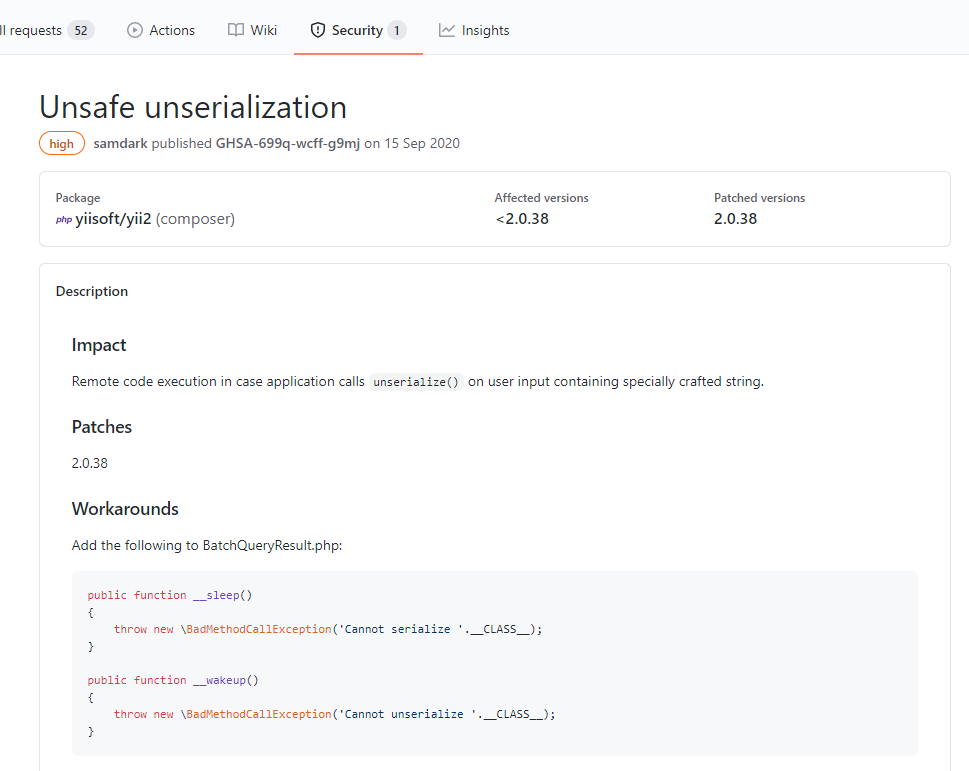 ll requests 52 Actions Wiki Security 1 Insights
Unsafe unserialization
high samdark published GHSA-699q-wcff-g9mj on 15 Sep 2020
Package Affected versions Patched versions
php yiisoft/yii2 (composer) <2.0.38 2.0.38
Description
Impact
Remote code execution in case application calls unserialize() on user input containing specially crafted string.
Patches
2.0.38
Workarounds
Add the following to BatchQueryResult.php:
public function __sleep()
{
    throw new \BadMethodCallException('Cannot serialize '.__CLASS__);
}
public function __wakeup()
{
    throw new \BadMethodCallException('Cannot unserialize '.__CLASS__);
}